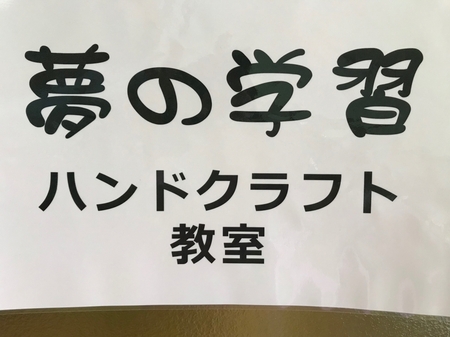 夢の学習
ハンドクラフト
教室